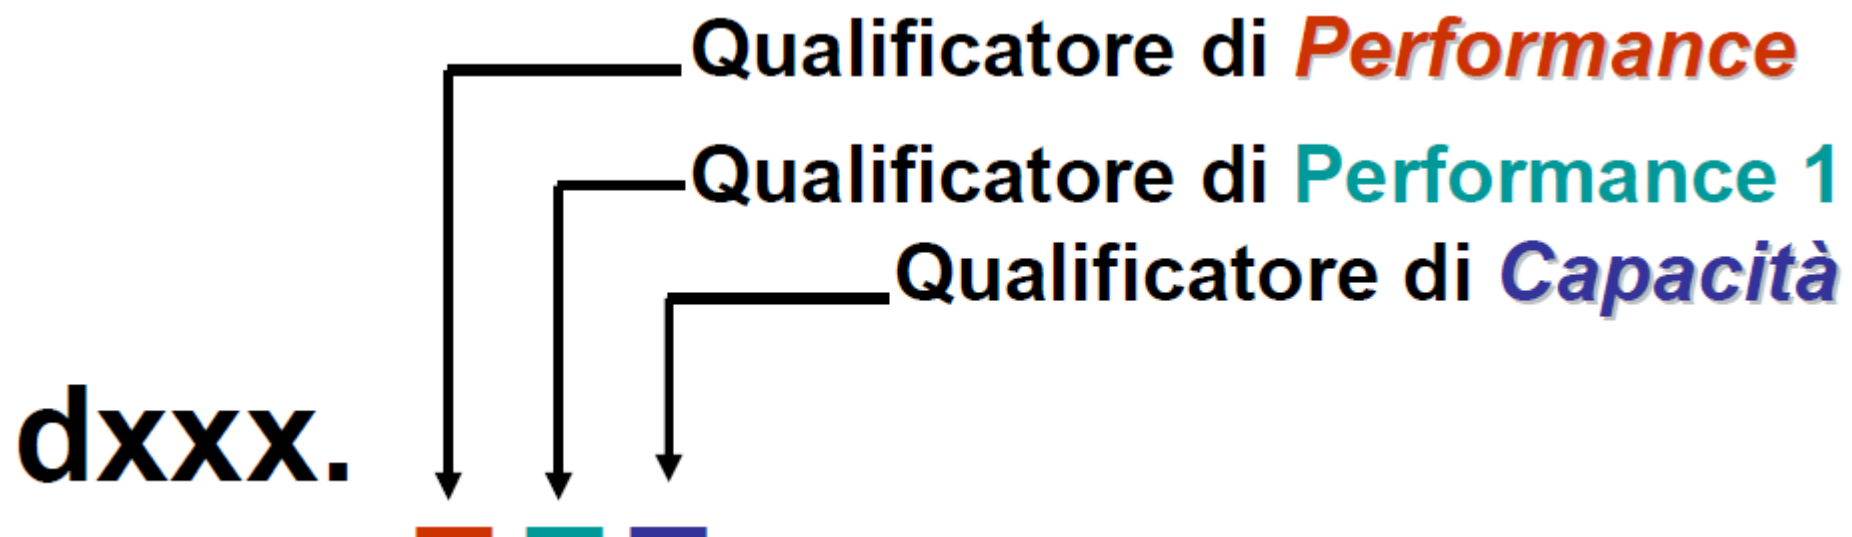 Qualificatore di Performance
Qualificatore di Performance 1
Qualificatore di Capacità
dxxx.